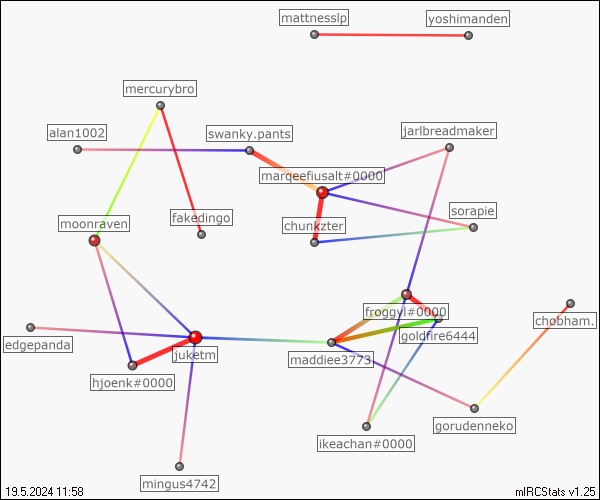 mattnesslp
yoshimanden
mercurybro
alan1002
swanky.pants
jarlbreadmaker
marqeefiusalt#0000
moonraven
fakedingo
chunkzter
sorapie
froggyl#0000
chobham.
goldfire6444
edgepanda
juketm
maddiee3773
hjoenk#0000
gorudenneko
ikeachan#0000
mingus4742
19.5.2024 11:58
mIRCStats v1.25